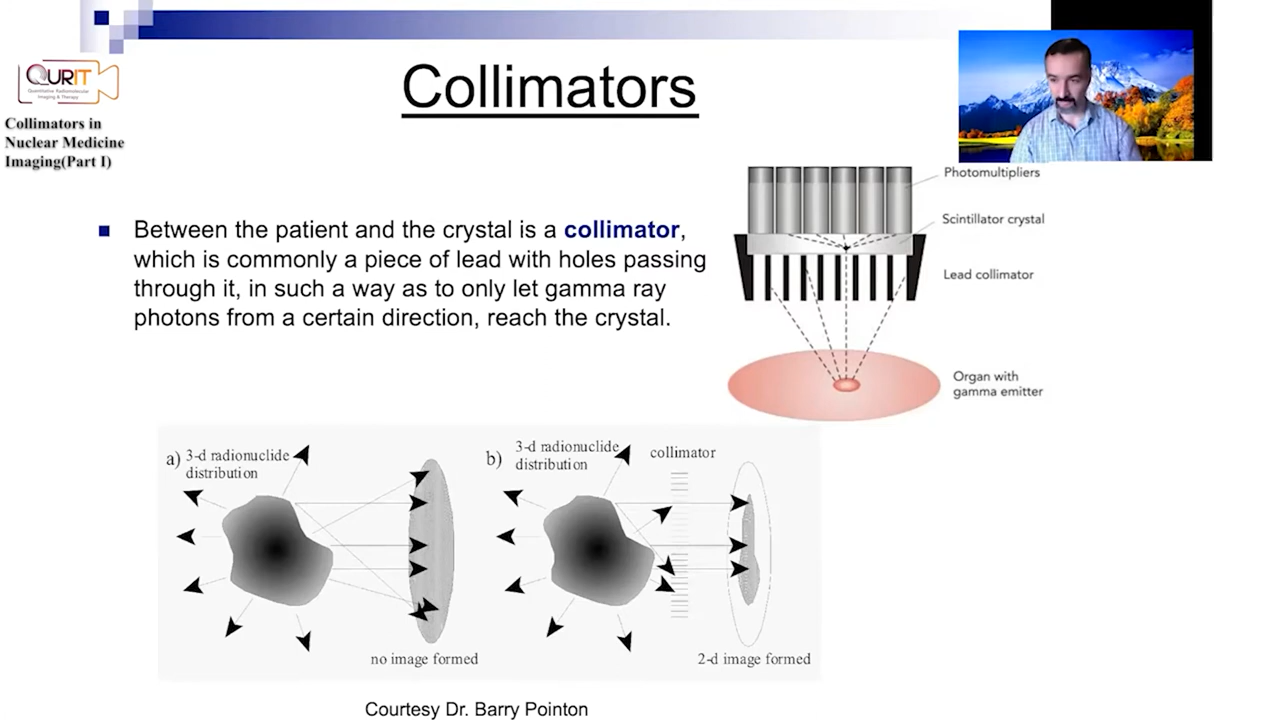 Collimators
QURIT
Quantitative Radiomolecular
Imaging & Therapy
Collimators in
Nuclear Medicine
Imaging(Part I)
Between the patient and the crystal is a collimator,
which is commonly a piece of lead with holes passing
through it, in such a way as to only let gamma ray
photons from a certain direction, reach the crystal.
Photomultipliers
Scintillator crystal
Lead collimator
Organ with
gamma emitter
a) 3-d radionuclide
distribution
no image formed
b) 3-d radionuclide
distribution
collimator
2-d image formed
Courtesy Dr. Barry Pointon